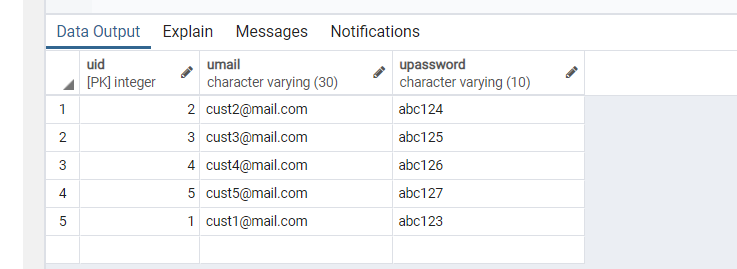 Data Output Explain Messages Notifications
uid umail upassword
[PK] integer character varying (30) character varying (10)
1 2 cust2@mail.com abc124
2 3 cust3@mail.com abc125
3 4 cust4@mail.com abc126
4 5 cust5@mail.com abc127
5 1 cust1@mail.com abc123